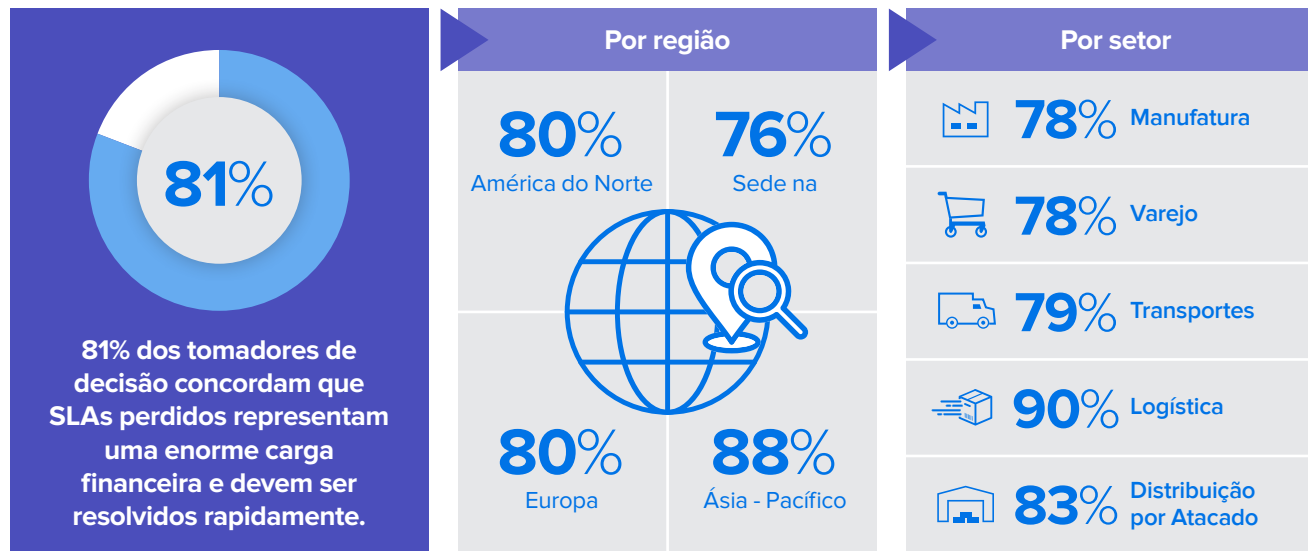 81%
81% dos tomadores de
decisão concordam que
SLAs perdidos representam
uma enorme carga
financeira e devem ser
resolvidos rapidamente.
Por região
80%
América do Norte
76%
Sede na
80%
Europa
88%
Ásia - Pacífico
Por setor
78% Manufatura
78% Varejo
79% Transportes
90% Logística
83% Distribuição
por Atacado